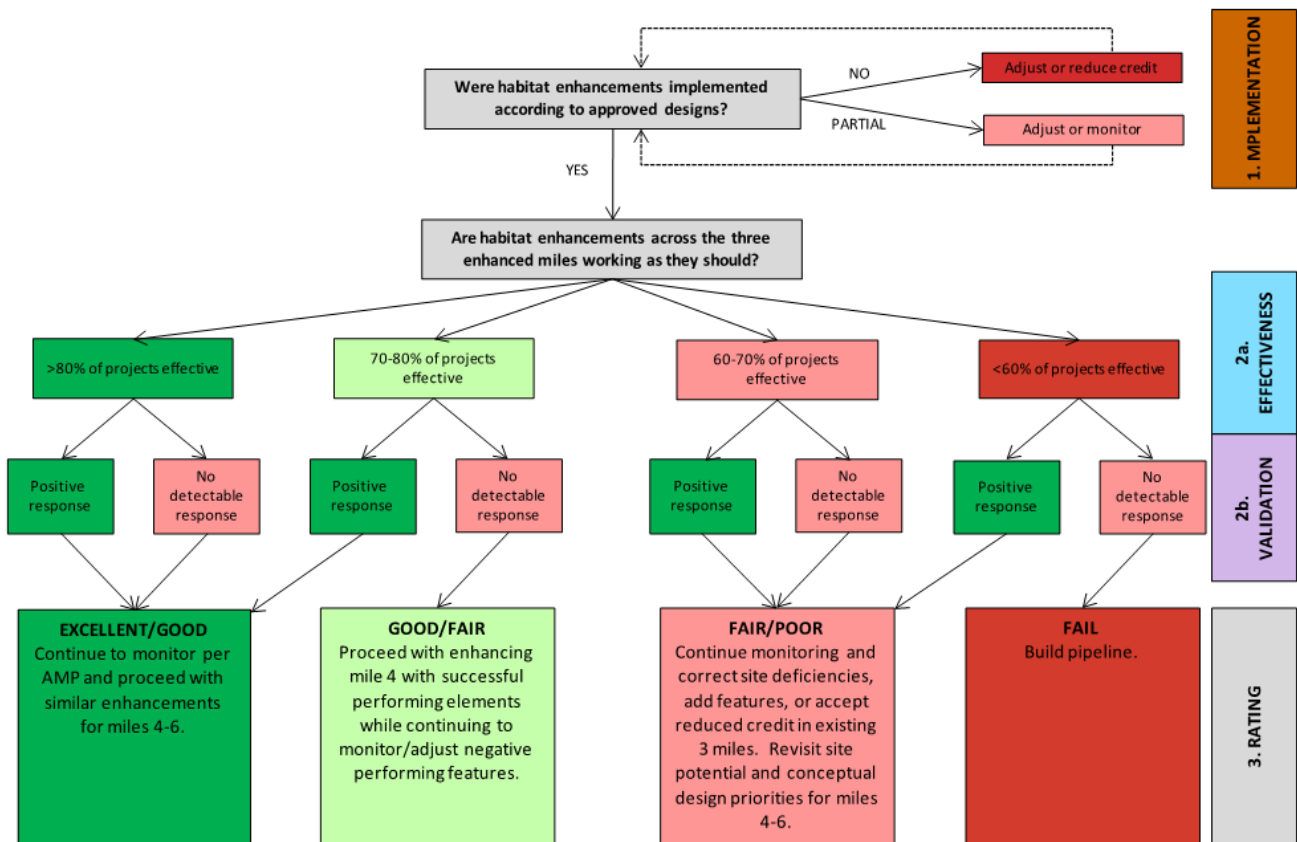 Were habitat enhancements implemented
according to approved designs?
NO
Adjust or reduce credit
PARTIAL
Adjust or monitor
1. MPLEMENTATION
YES
Are habitat enhancements across the three
enhanced miles working as they should?
>80% of projects effective
70-80% of projects
effective
60-70% of projects
effective
<60% of projects effective
2a.
EFFECTIVENESS
Positive
response
No
detectable
response
Positive
response
No
detectable
response
Positive
response
No
detectable
response
Positive
response
No
detectable
response
2b.
VALIDATION
EXCELLENT/GOOD
Continue to monitor per
AMP and proceed with
similar enhancements
for miles 4-6.
GOOD/FAIR
Proceed with enhancing
mile 4 with successful
performing elements
while continuing to
monitor/adjust negative
performing features.
FAIR/POOR
Continue monitoring and
correct site deficiencies,
add features, or accept
reduced credit in existing
3 miles. Revisit site
potential and conceptual
design priorities for miles
4-6.
FAIL
Build pipeline.
3. RATING